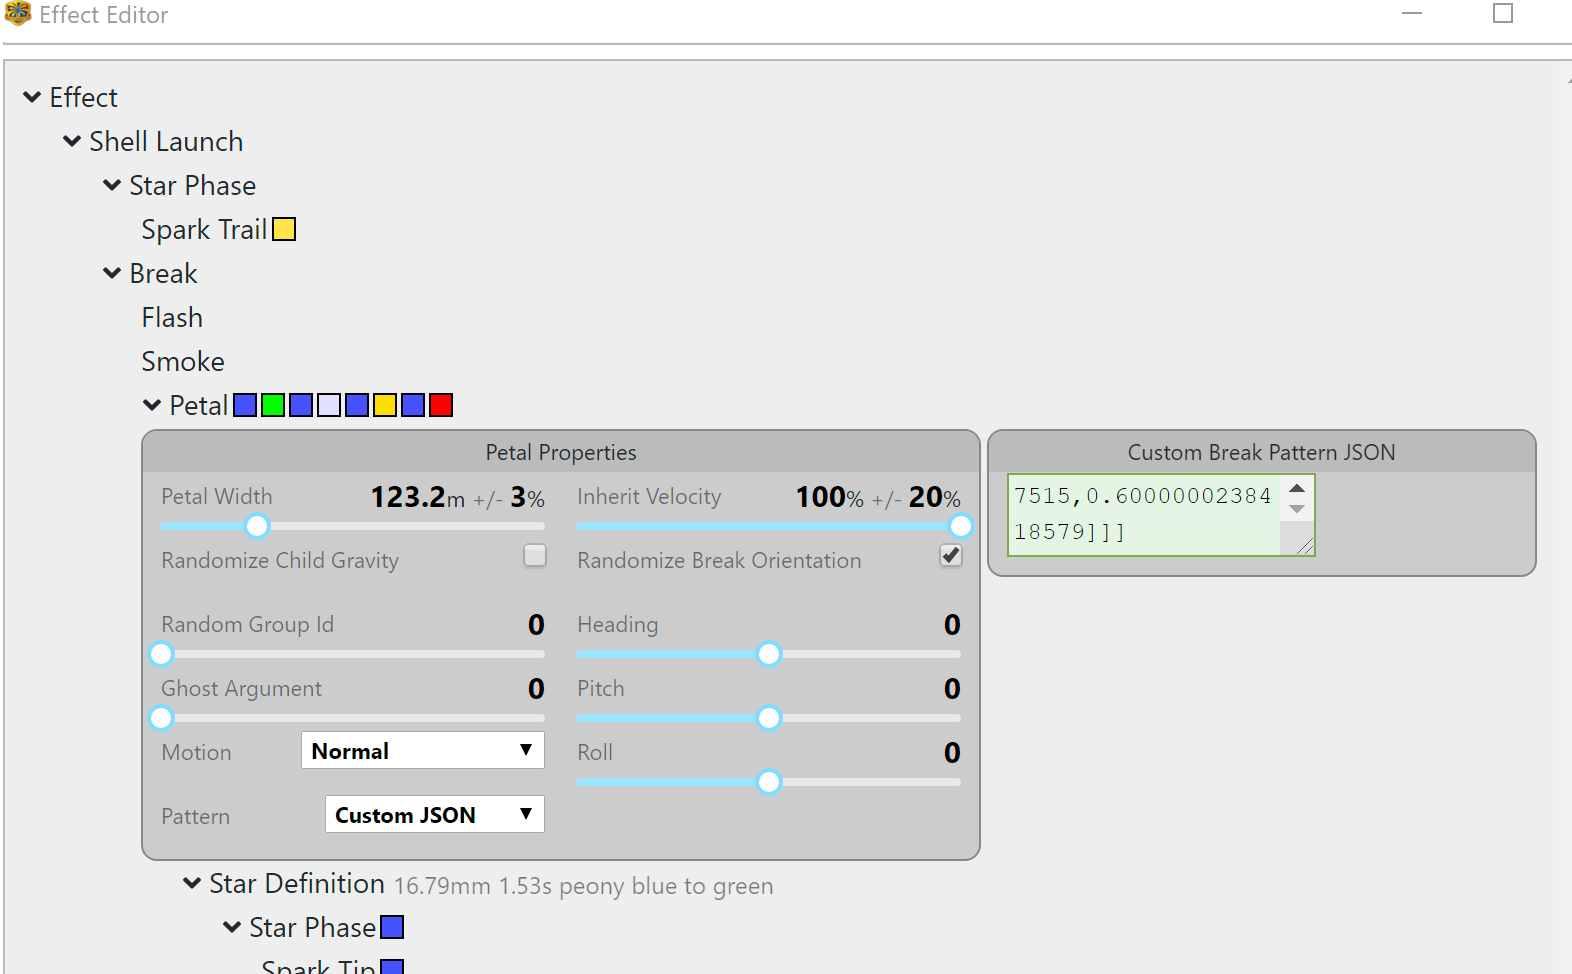 Effect Editor
Effect
Shell Launch
Star Phase
Spark Trail
Break
Flash
Smoke
Petal
Petal Properties
Petal Width 123.2m +/- 3%
Inherit Velocity 100% +/- 20%
Randomize Child Gravity
Randomize Break Orientation
Random Group Id 0
Heading 0
Ghost Argument 0
Pitch 0
Motion Normal
Roll 0
Pattern Custom JSON
Custom Break Pattern JSON
7515,0.60000002384
18579]]]
Star Definition 16.79mm 1.53s peony blue to green
Star Phase
Spark Tip